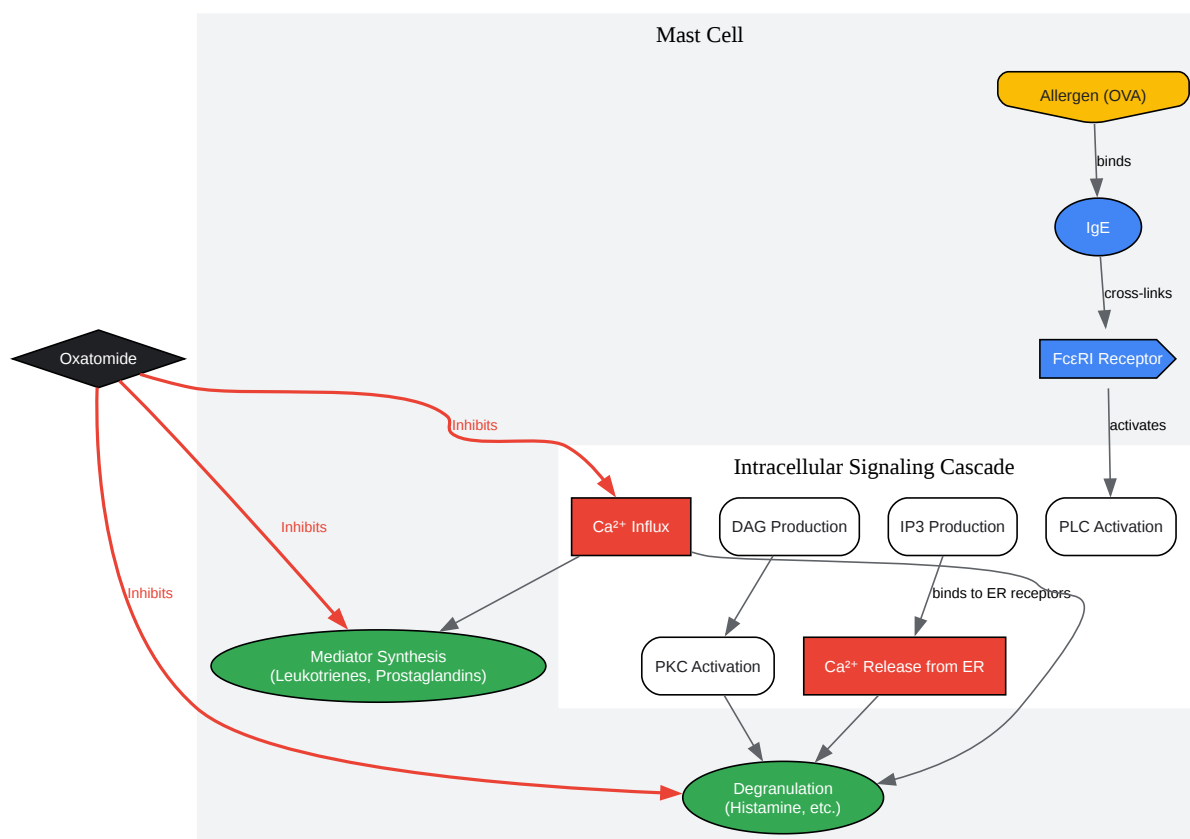 Mast Cell
Allergen (OVA)
binds
IgE
cross-links
Oxatomide
FcεRI Receptor
Inhibits
activates
Intracellular Signaling Cascade
Inhibits
Ca²⁺ Influx
DAG Production
IP3 Production
PLC Activation
Inhibits
binds to ER receptors
Mediator Synthesis
(Leukotrienes, Prostaglandins)
PKC Activation
Ca²⁺ Release from ER
Degranulation
(Histamine, etc.)